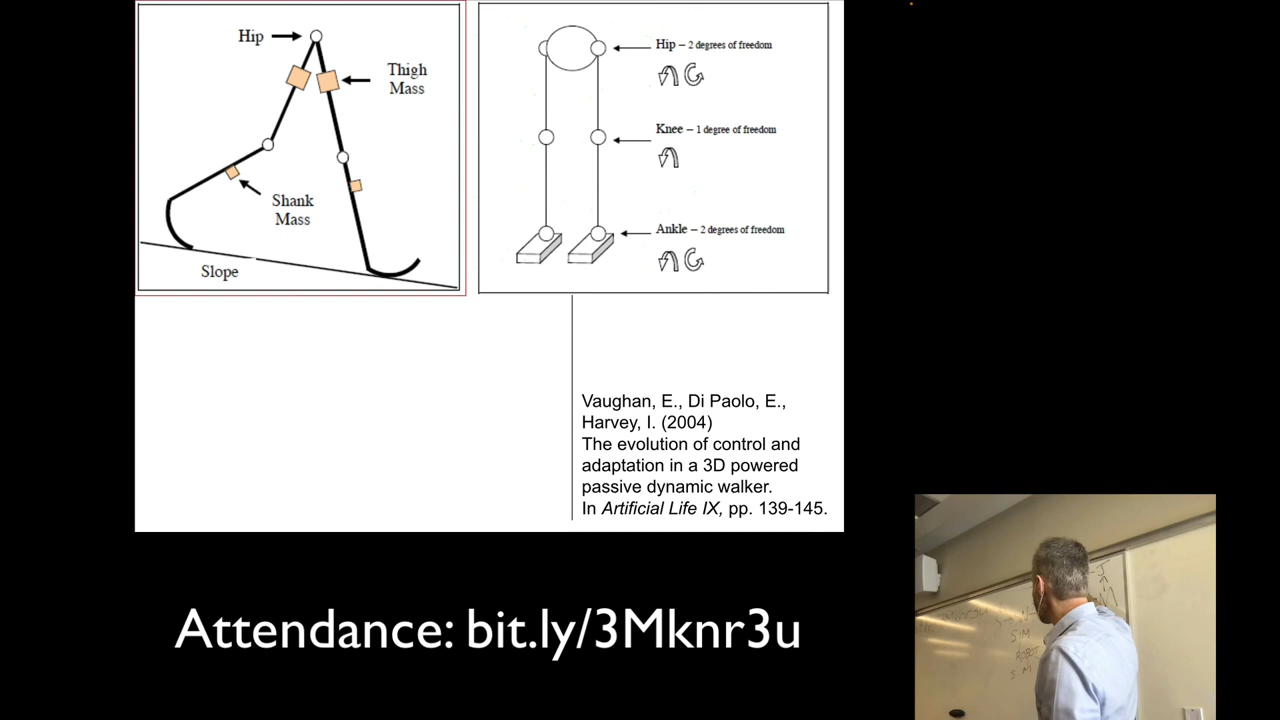 Hip
Thigh
Mass
Shank
Mass
Slope
Hip – 2 degrees of freedom
Knee – 1 degree of freedom
Ankle – 2 degrees of freedom
Vaughan, E., Di Paolo, E.,
Harvey, I. (2004)
The evolution of control and
adaptation in a 3D powered
passive dynamic walker.
In Artificial Life IX, pp. 139-145.
Attendance: bit.ly/3Mknr3u
SIM
ROBOT
S M